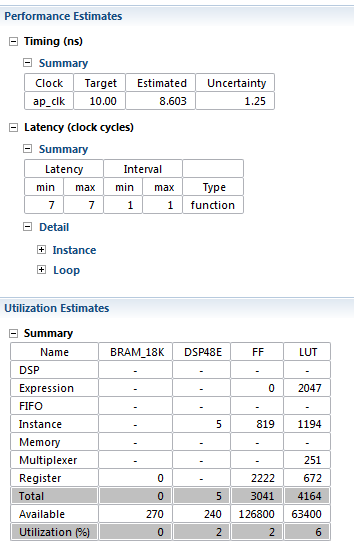 Performance Estimates
Timing (ns)
Summary
Clock Target Estimated Uncertainty
ap_clk 10.00 8.603 1.25
Latency (clock cycles)
Summary
Latency Interval
min max min max Type
7 7 1 1 function
Detail
Instance
Loop
Utilization Estimates
Summary
Name BRAM_18K DSP48E FF LUT
DSP - - - -
Expression - - 0 2047
FIFO - - - -
Instance - 5 819 1194
Memory - - - -
Multiplexer - - - 251
Register 0 - 2222 672
Total 0 5 3041 4164
Available 270 240 126800 63400
Utilization (%) 0 2 2 6